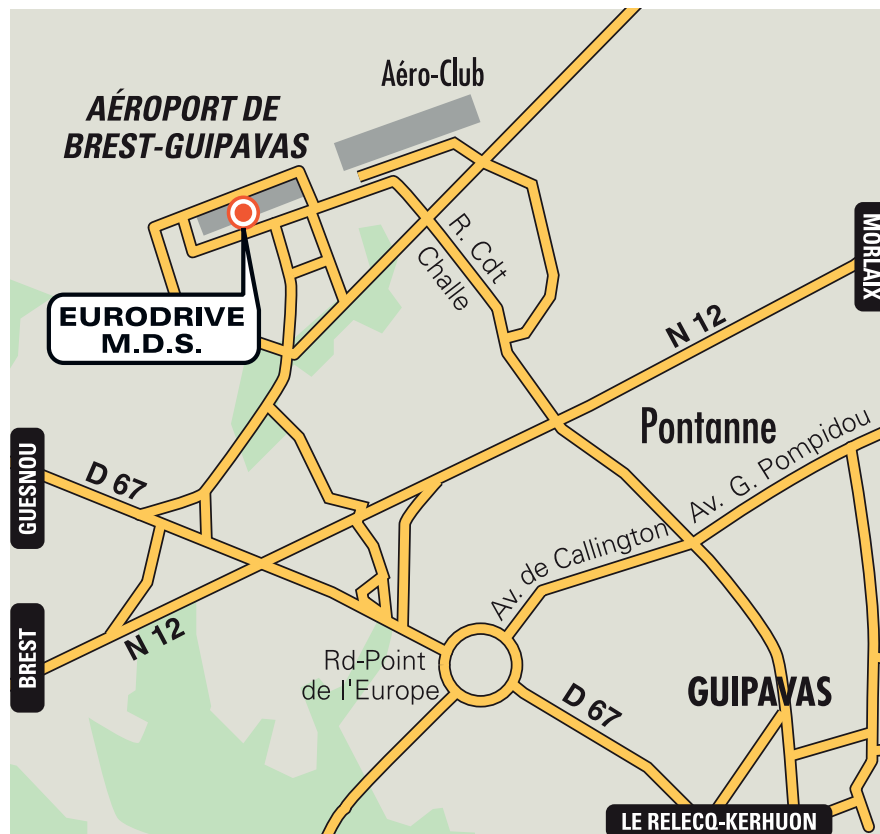 Aéro-Club
AÉROPORT DE
BREST-GUIPAVAS
R. Cdt
Challe
MORLAIX
EURODRIVE
M.D.S.
N 12
Pontanne
Av. G. Pompidou
GUESNOU
D 67
Av. de Callington
BREST
N 12
Rd-Point
de l'Europe
D 67
GUIPAVAS
LE RELECQ-KERHUON